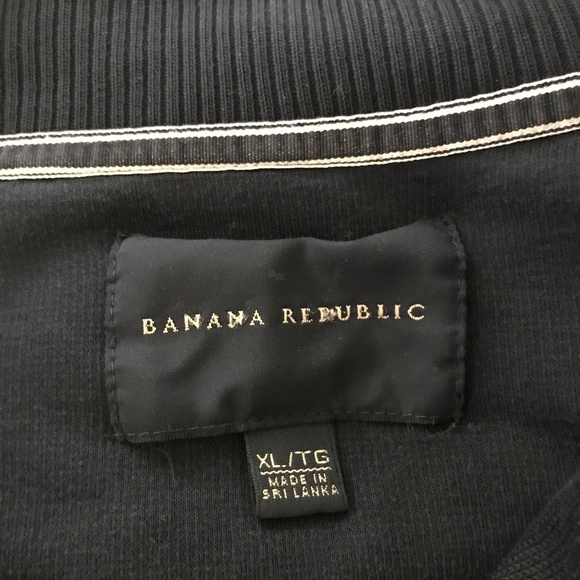 BANANA REPUBLIC
XL/TG
MADE IN
SRI LANKA